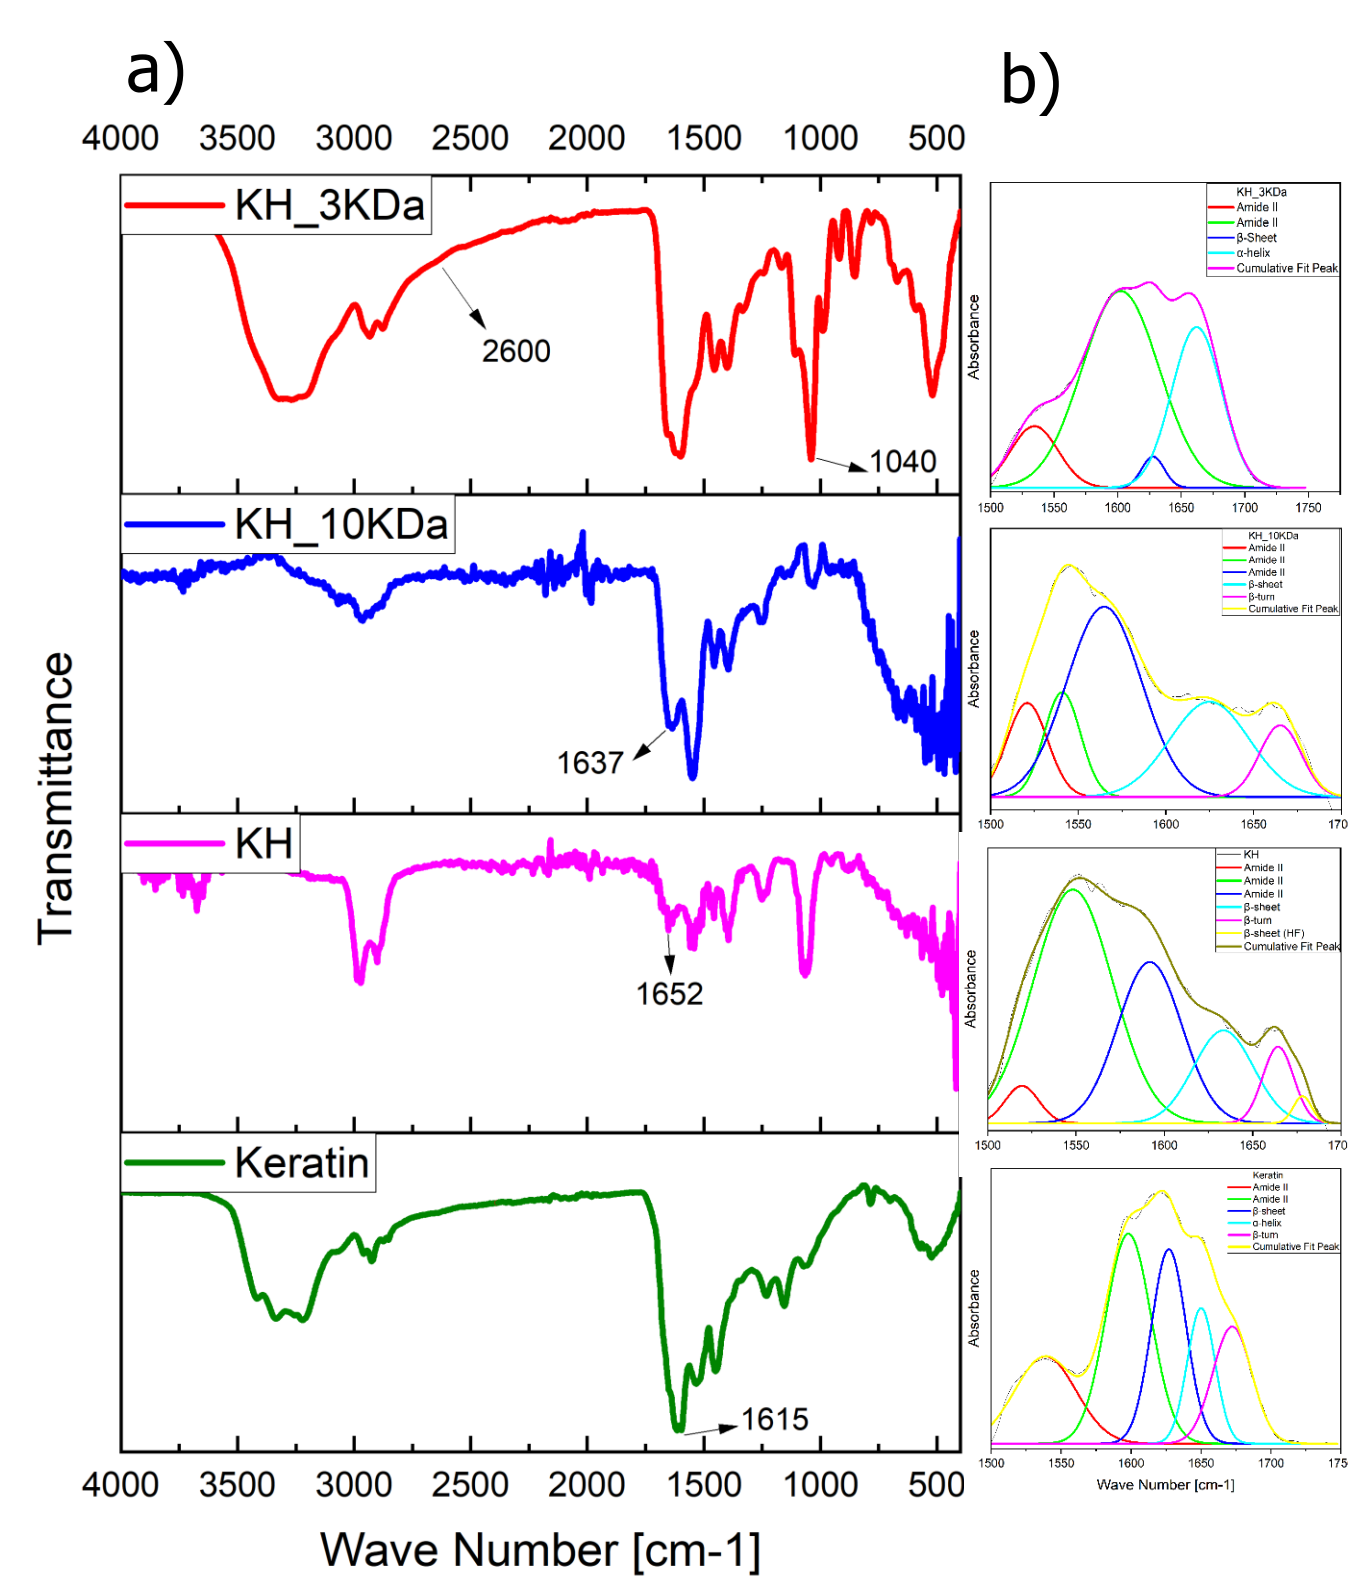 a)
b)
4000 3500 3000 2500 2000 1500 1000 500
KH_3KDa
2600
1040
KH_10KDa
1637
KH
1652
Keratin
1615
4000 3500 3000 2500 2000 1500 1000 500
Transmittance
Wave Number [cm-1]
KH_3KDa
Amide II
Amide II
β-Sheet
α-helix
Cumulative Fit Peak
Absorbance
1500 1550 1600 1650 1700 1750
KH_10KDa
Amide II
Amide II
Amide II
β-sheet
β-turn
Cumulative Fit Peak
Absorbance
1500 1550 1600 1650 170
KH
Amide II
Amide II
Amide II
β-sheet
β-turn
β-sheet (HF)
Cumulative Fit Peak
Absorbance
1500 1550 1600 1650 170
Keratin
Amide II
Amide II
β-sheet
α-helix
β-turn
Cumulative Fit Peak
Absorbance
1500 1550 1600 1650 1700 175
Wave Number [cm-1]